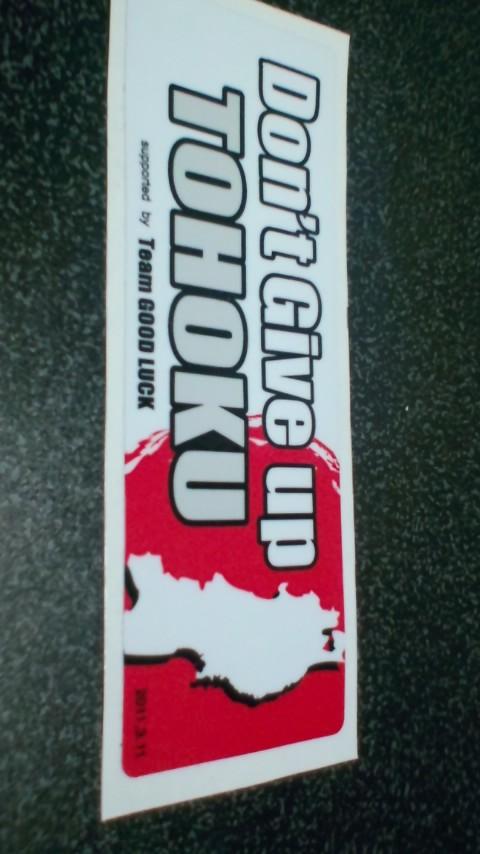 Don't Give up
TOHOKU
supported by Team GOOD LUCK
2011.3.11